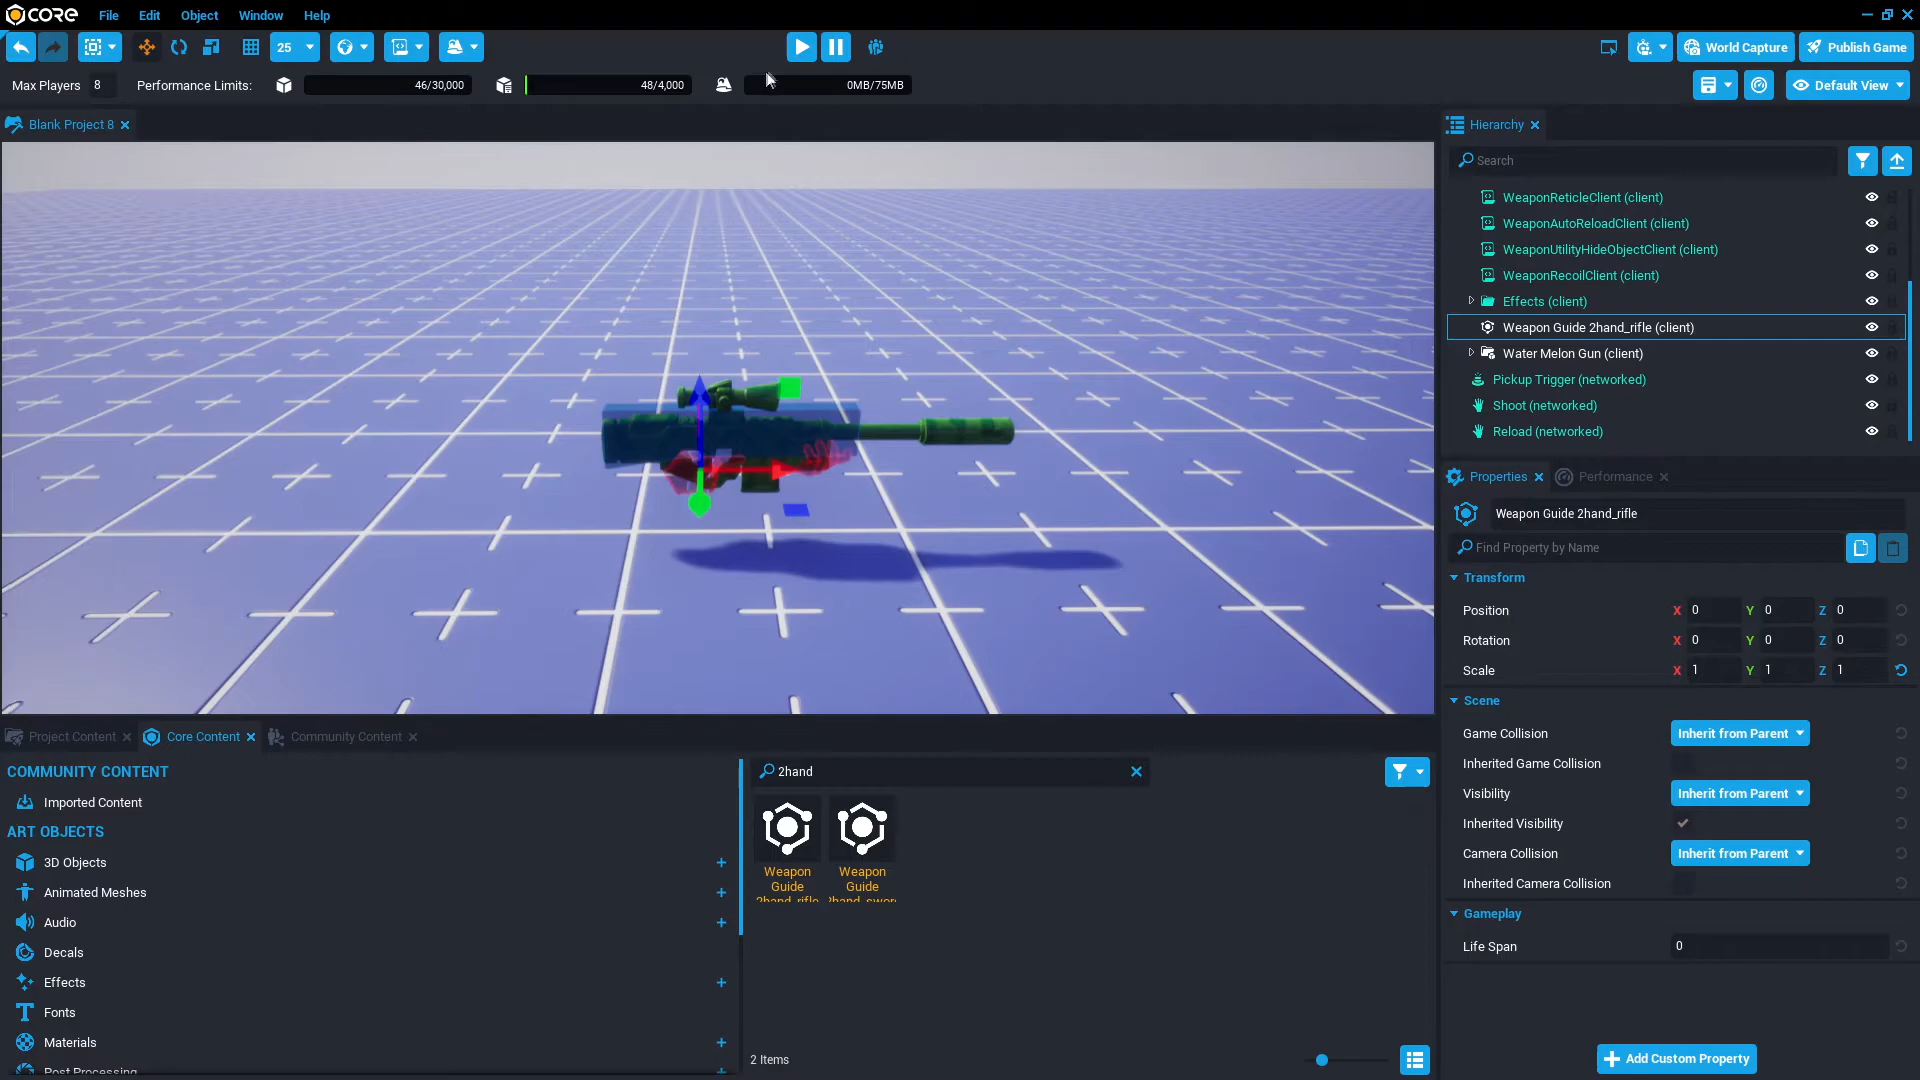 CORE File Edit Object Window Help
25 World Capture Publish Game
Max Players 8 Performance Limits: 46/30,000 48/4,000 0MB/75MB Default View
Blank Project 8
Hierarchy
Search
WeaponReticleClient (client)
WeaponAutoReloadClient (client)
WeaponUtilityHideObjectClient (client)
WeaponRecoilClient (client)
Effects (client)
Weapon Guide 2hand_rifle (client)
Water Melon Gun (client)
Pickup Trigger (networked)
Shoot (networked)
Reload (networked)
Properties Performance
Weapon Guide 2hand_rifle
Find Property by Name
Transform
Position X 0 Y 0 Z 0
Rotation X 0 Y 0 Z 0
Scale X 1 Y 1 Z 1
Scene
Game Collision Inherit from Parent
Inherited Game Collision
Visibility Inherit from Parent
Inherited Visibility
Camera Collision Inherit from Parent
Inherited Camera Collision
Gameplay
Life Span 0
Add Custom Property
Project Content Core Content Community Content
COMMUNITY CONTENT
Imported Content
ART OBJECTS
3D Objects
Animated Meshes
Audio
Decals
Effects
Fonts
Materials
Post Processing
2hand
Weapon
Guide
2hand_rifle
Weapon
Guide
2hand_swor
2 Items